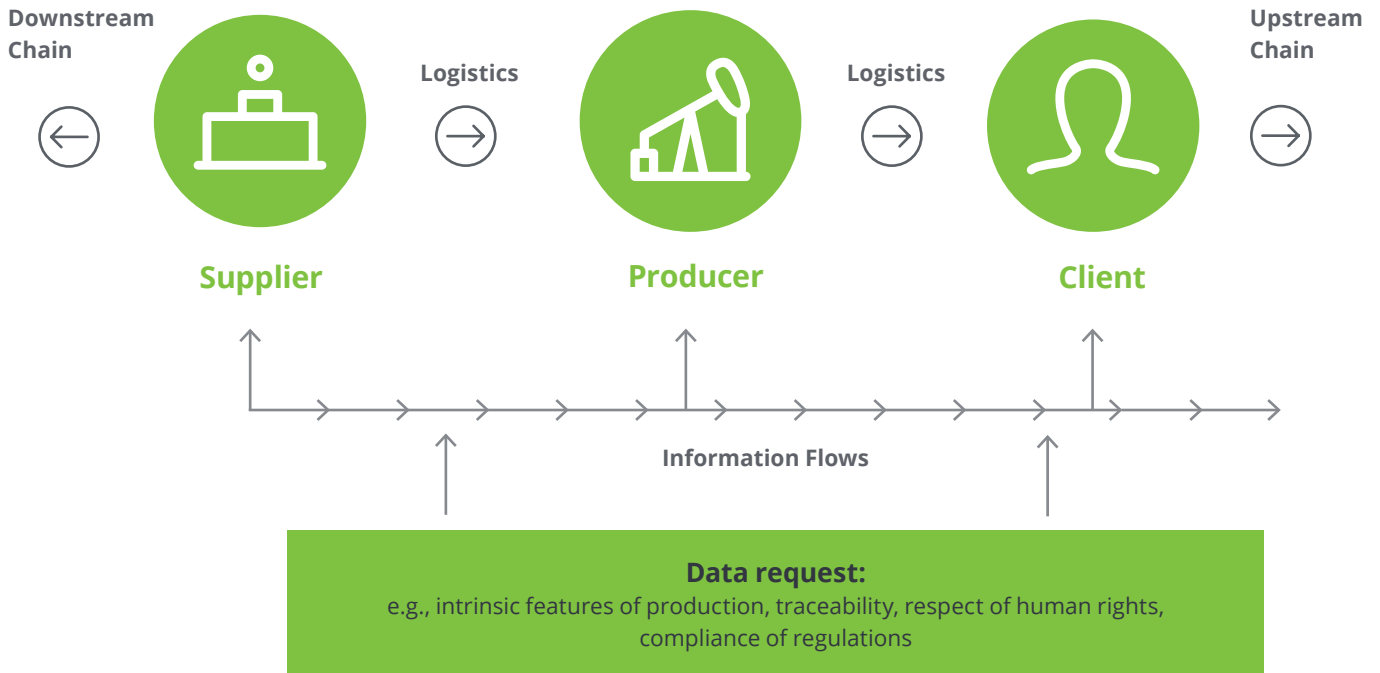 Downstream
Chain
Logistics
Logistics
Upstream
Chain
Supplier
Producer
Client
Information Flows
Data request:
e.g., intrinsic features of production, traceability, respect of human rights,
compliance of regulations